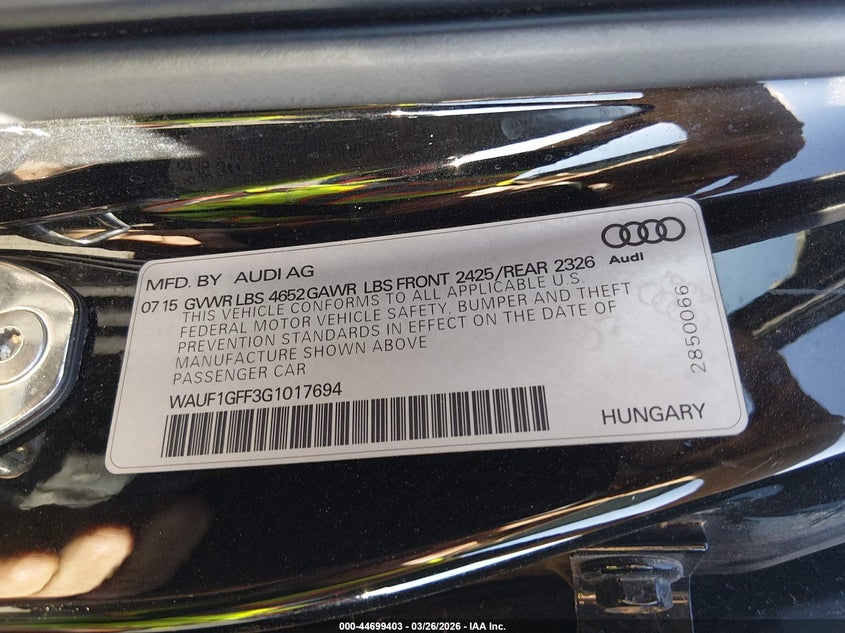 MFD. BY AUDI AG
Audi
07 15 GVWR LBS 4652 GAWR LBS FRONT 2425/REAR 2326
THIS VEHICLE CONFORMS TO ALL APPLICABLE U.S.
FEDERAL MOTOR VEHICLE SAFETY, BUMPER AND THEFT
PREVENTION STANDARDS IN EFFECT ON THE DATE OF
MANUFACTURE SHOWN ABOVE
PASSENGER CAR
WAUF1GFF3G1017694
HUNGARY
2850066
000-44699403 - 03/26/2026 - IAA Inc.